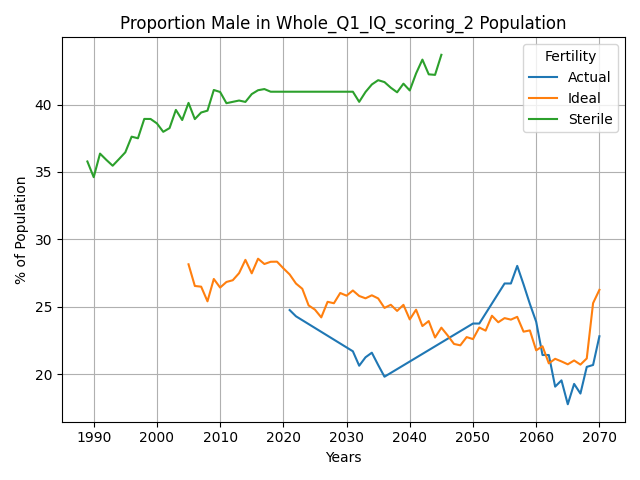 Proportion Male in Whole_Q1_IQ_scoring_2 Population
Fertility
Actual
Ideal
Sterile
% of Population
40
35
30
25
20
1990 2000 2010 2020 2030 2040 2050 2060 2070
Years